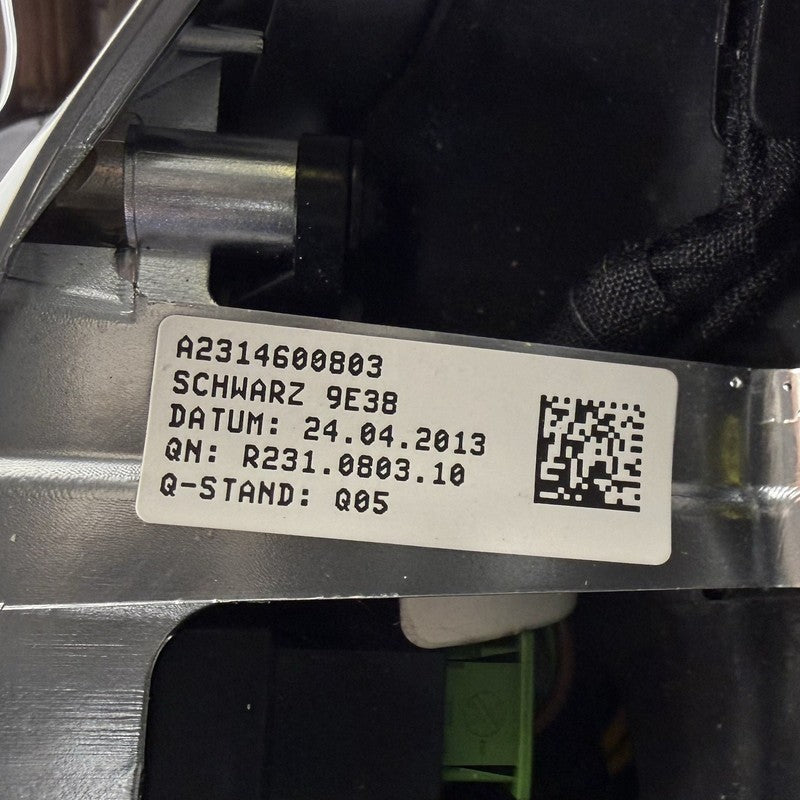 A2314600803
SCHWARZ 9E38
DATUM: 24.04.2013
QN: R231.0803.10
Q-STAND: Q05